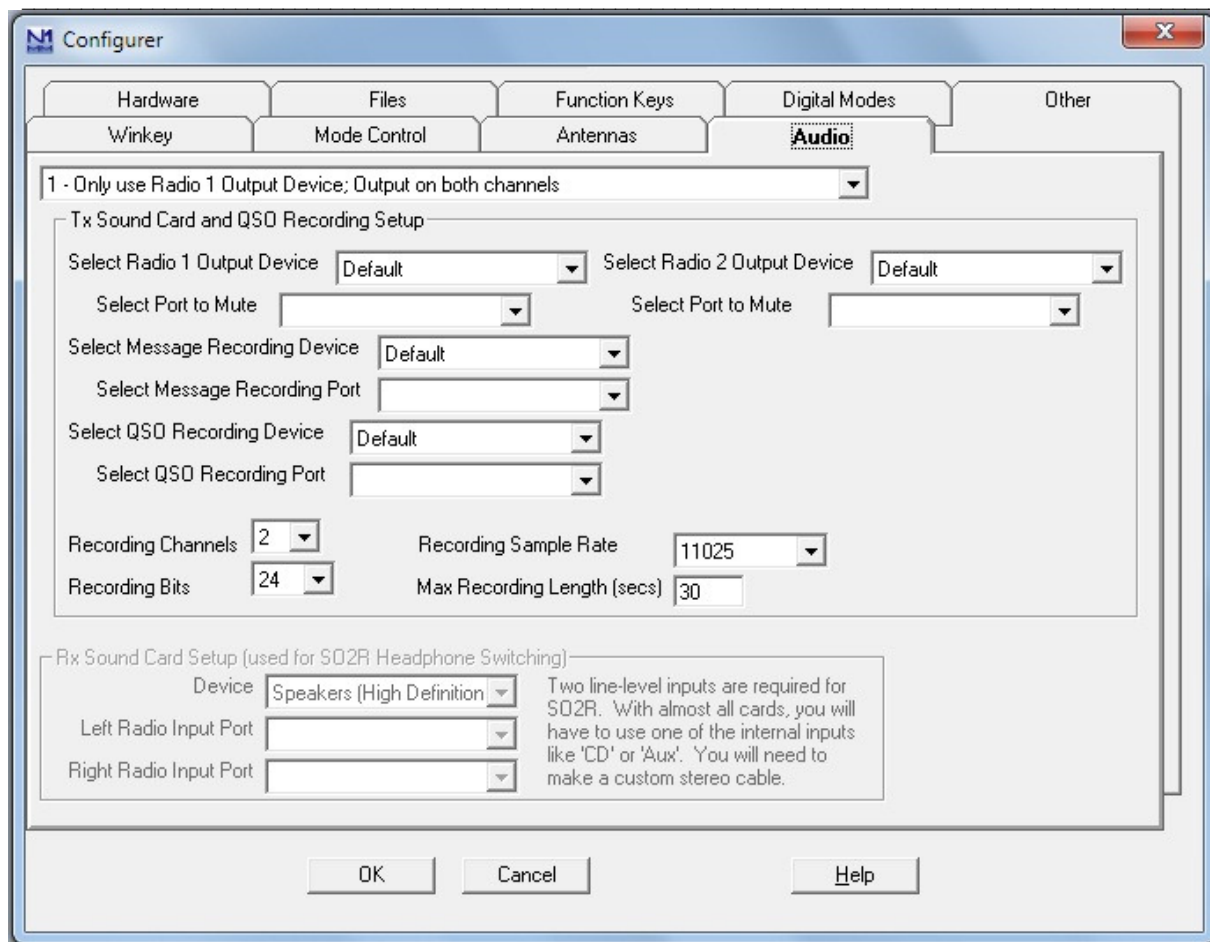 N1
MM
Configurer
X
Hardware
Files
Function Keys
Digital Modes
Other
Winkey
Mode Control
Antennas
Audio
1 - Only use Radio 1 Output Device; Output on both channels
Tx Sound Card and QSO Recording Setup
Select Radio 1 Output Device
Default
Select Radio 2 Output Device
Default
Select Port to Mute
Select Port to Mute
Select Message Recording Device
Default
Select Message Recording Port
Select QSO Recording Device
Default
Select QSO Recording Port
Recording Channels
2
Recording Sample Rate
11025
Recording Bits
24
Max Recording Length (secs)
30
Rx Sound Card Setup (used for SO2R Headphone Switching)
Device
Speakers (High Definition
Left Radio Input Port
Right Radio Input Port
Two line-level inputs are required for
SO2R. With almost all cards, you will
have to use one of the internal inputs
like 'CD' or 'Aux'. You will need to
make a custom stereo cable.
OK
Cancel
Help